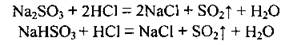 Na₂SO₃ + 2HCl = 2NaCl + SO₂↑ + H₂O
NaHSO₃ + HCl = NaCl + SO₂↑ + H₂O